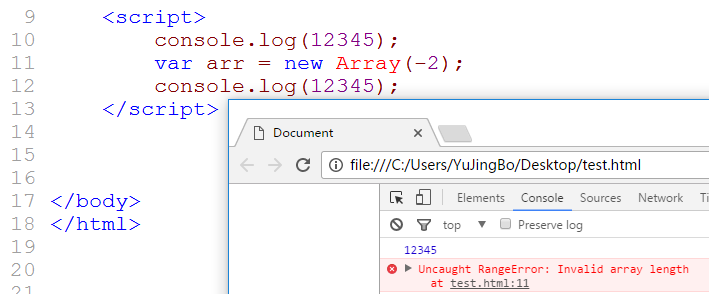 9 <script>
10 console.log(12345);
11 var arr = new Array(-2);
12 console.log(12345);
13 </script>
14
15
16
17 </body>
18 </html>
19
20
21
Document
file:///C:/Users/YuJingBo/Desktop/test.html
Elements Console Sources Network
top Preserve log
12345
Uncaught RangeError: Invalid array length
at test.html:11